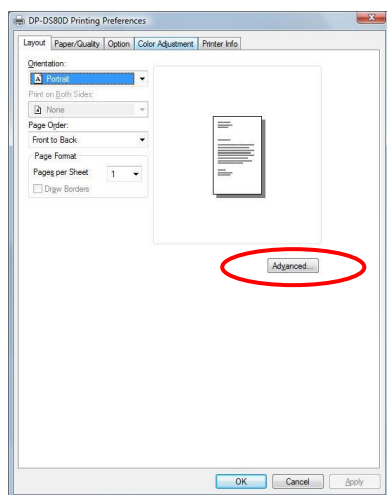 DP-DS80D Printing Preferences
Layout Paper/Quality Option Color Adjustment Printer Info
Orientation:
A Portrait
Print on Both Sides:
None
Page Order:
Front to Back
Page Format
Pages per Sheet 1
Draw Borders
Advanced...
OK Cancel Apply